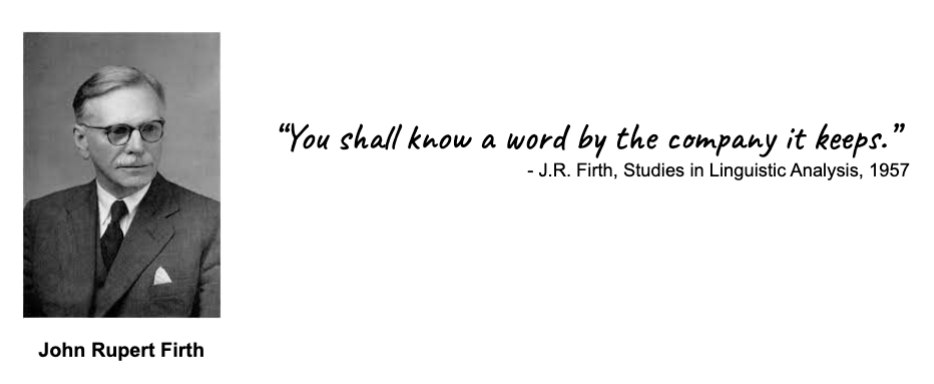 “You shall know a word by the company it keeps.”
- J.R. Firth, Studies in Linguistic Analysis, 1957
John Rupert Firth